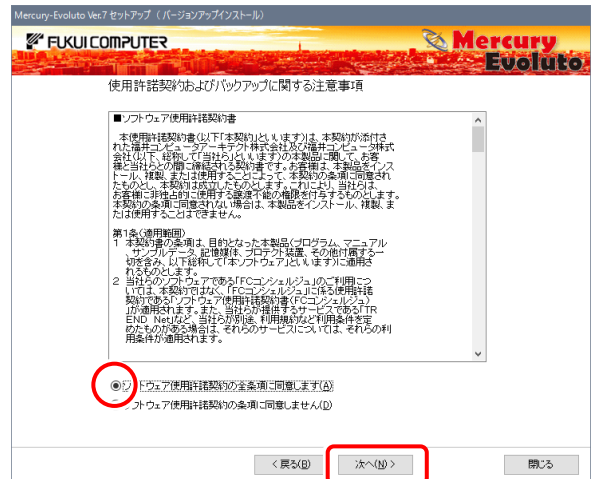 Mercury-Evoluto Ver.7 セットアップ（バージョンアップインストール）
FUKUI COMPUTER
Mercury
Evoluto
使用許諾契約およびバックアップに関する注意事項
■ソフトウェア使用許諾契約書
本使用許諾契約書(以下「本契約」といいます)は、本契約が添付さ
れた福井コンピュータアーキテクト株式会社及び福井コンピュータ株式
会社(以下、総称して「当社ら」といいます)の本製品に関して、お客
様と当社らとの間に締結される契約書です。お客様は、本製品をインス
トール、複製、または使用することによって、本契約の条項に同意され
たものとし、本契約は成立したものとします。これにより、当社らは、
お客様に非独占的に使用する譲渡不能の権限を付与するものとします。
本契約の条項に同意されない場合は、本製品をインストール、複製、ま
たは使用することはできません。
第1条(適用範囲)
1 本契約書の条項は、目的となった本製品(プログラム、マニュアル
、サンプルデータ、記憶媒体、プロテクト装置、その他付属する一
切を含み、以下総称して「本ソフトウェア」といいます)に適用さ
れるものとします。
2 当社らのソフトウェアである「FCコンシェルジュ」のご利用につ
いては、本契約ではなく、「FCコンシェルジュ」に係る使用許諾
契約である「ソフトウェア使用許諾契約書(FCコンシェルジュ)
」が適用されます。また、当社らが提供するサービスである「TR
END Net」など、当社らが別途、利用規約など利用条件を定
めたものがある場合は、それらのサービスについては、それらの利
用条件が適用されます。
ソフトウェア使用許諾契約の全条項に同意します(A)
ソフトウェア使用許諾契約の条項に同意しません(D)
< 戻る(B)
次へ(N) >
閉じる